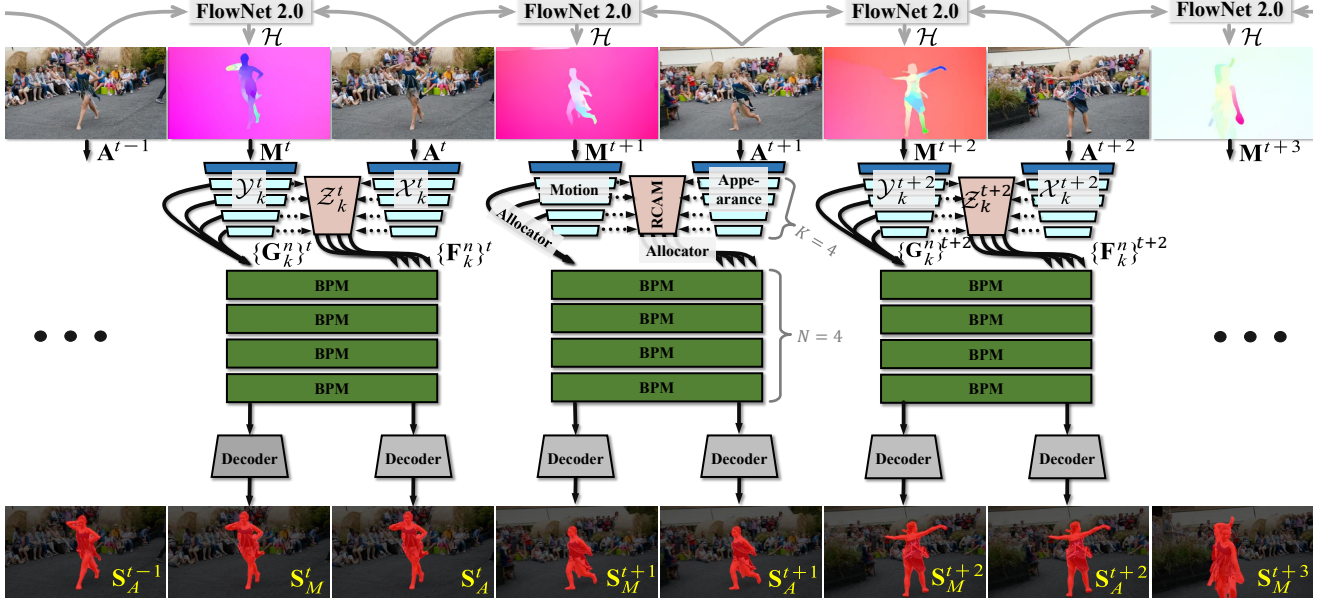 FlowNet 2.0 FlowNet 2.0 FlowNet 2.0 FlowNet 2.0
ℋ ℋ ℋ ℋ
A^{t−1} M^t A^t M^{t+1} A^{t+1} M^{t+2} A^{t+2} M^{t+3}
𝒴_k^t 𝒵_k^t 𝒳_k^t Motion RCAM Appe-arance 𝒴_k^{t+2} 𝒵_k^{t+2} 𝒳_k^{t+2}
K = 4
Allocator Allocator
{G_k^n}^t {F_k^n}^t {G_k^n}^{t+2} {F_k^n}^{t+2}
BPM BPM BPM
BPM BPM BPM
N = 4
BPM BPM BPM
BPM BPM BPM
Decoder Decoder Decoder Decoder Decoder Decoder
S_A^{t−1} S_M^t S_A^t S_M^{t+1} S_A^{t+1} S_M^{t+2} S_A^{t+2} S_M^{t+3}